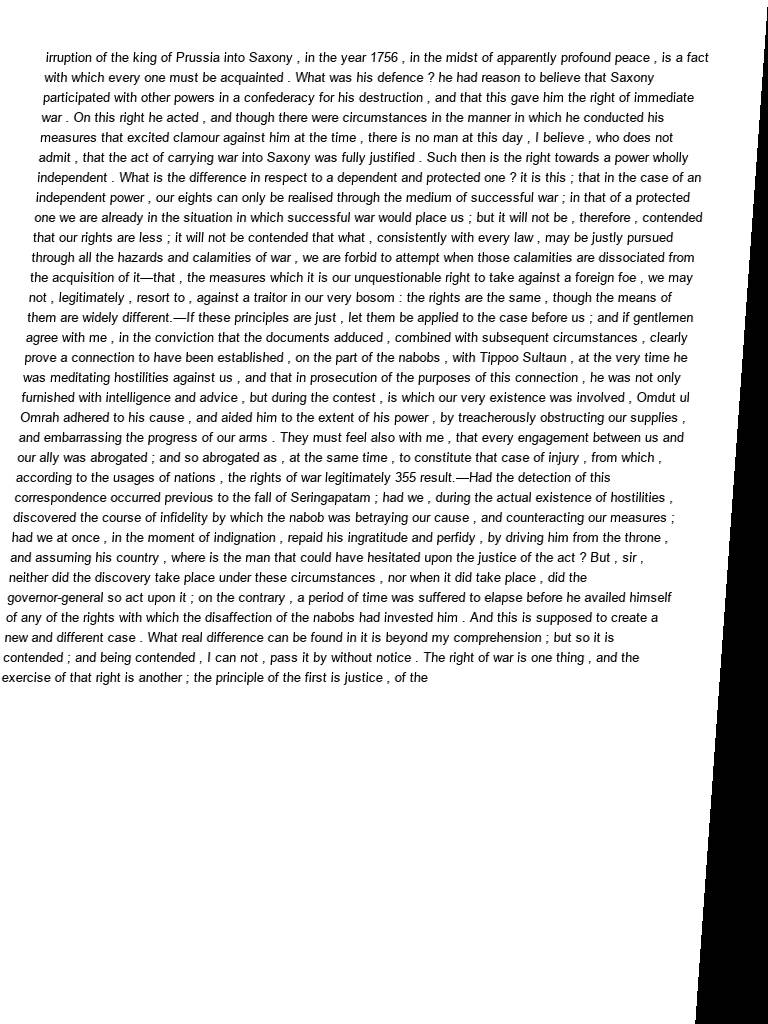 irruption of the king of Prussia into Saxony , in the year 1756 , in the midst of apparently profound peace , is a fact
with which every one must be acquainted . What was his defence ? he had reason to believe that Saxony
participated with other powers in a confederacy for his destruction , and that this gave him the right of immediate
war . On this right he acted , and though there were circumstances in the manner in which he conducted his
measures that excited clamour against him at the time , there is no man at this day , I believe , who does not
admit , that the act of carrying war into Saxony was fully justified . Such then is the right towards a power wholly
independent . What is the difference in respect to a dependent and protected one ? it is this ; that in the case of an
independent power , our eights can only be realised through the medium of successful war ; in that of a protected
one we are already in the situation in which successful war would place us ; but it will not be , therefore , contended
that our rights are less ; it will not be contended that what , consistently with every law , may be justly pursued
through all the hazards and calamities of war , we are forbid to attempt when those calamities are dissociated from
the acquisition of it—that , the measures which it is our unquestionable right to take against a foreign foe , we may
not , legitimately , resort to , against a traitor in our very bosom : the rights are the same , though the means of
them are widely different.—If these principles are just , let them be applied to the case before us ; and if gentlemen
agree with me , in the conviction that the documents adduced , combined with subsequent circumstances , clearly
prove a connection to have been established , on the part of the nabobs , with Tippoo Sultaun , at the very time he
was meditating hostilities against us , and that in prosecution of the purposes of this connection , he was not only
furnished with intelligence and advice , but during the contest , is which our very existence was involved , Omdut ul
Omrah adhered to his cause , and aided him to the extent of his power , by treacherously obstructing our supplies ,
and embarrassing the progress of our arms . They must feel also with me , that every engagement between us and
our ally was abrogated ; and so abrogated as , at the same time , to constitute that case of injury , from which ,
according to the usages of nations , the rights of war legitimately 355 result.—Had the detection of this
correspondence occurred previous to the fall of Seringapatam ; had we , during the actual existence of hostilities ,
discovered the course of infidelity by which the nabob was betraying our cause , and counteracting our measures ;
had we at once , in the moment of indignation , repaid his ingratitude and perfidy , by driving him from the throne ,
and assuming his country , where is the man that could have hesitated upon the justice of the act ? But , sir ,
neither did the discovery take place under these circumstances , nor when it did take place , did the
governor-general so act upon it ; on the contrary , a period of time was suffered to elapse before he availed himself
of any of the rights with which the disaffection of the nabobs had invested him . And this is supposed to create a
new and different case . What real difference can be found in it is beyond my comprehension ; but so it is
contended ; and being contended , I can not , pass it by without notice . The right of war is one thing , and the
exercise of that right is another ; the principle of the first is justice , of the